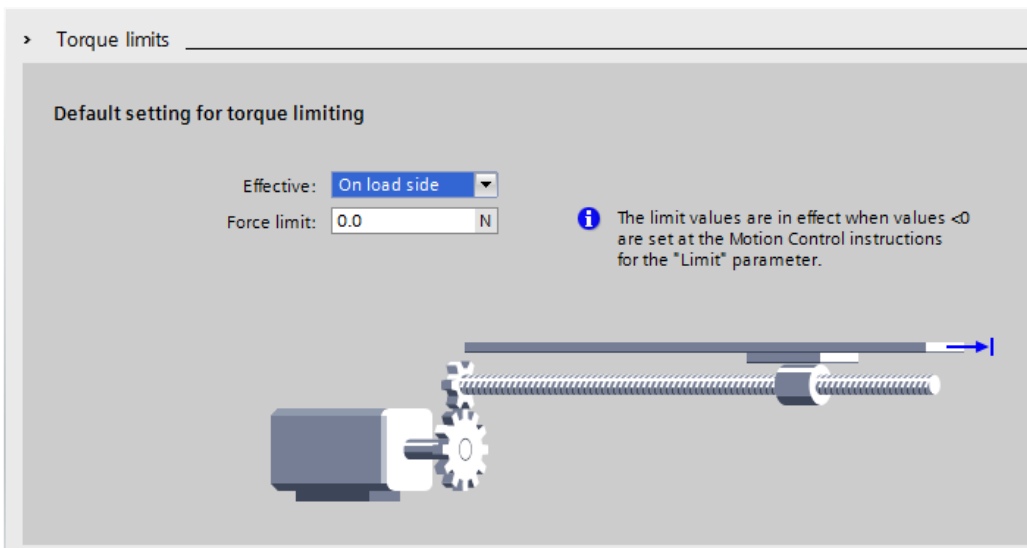 Torque limits
Default setting for torque limiting
Effective: On load side
Force limit: 0.0 N
The limit values are in effect when values <0
are set at the Motion Control instructions
for the "Limit" parameter.